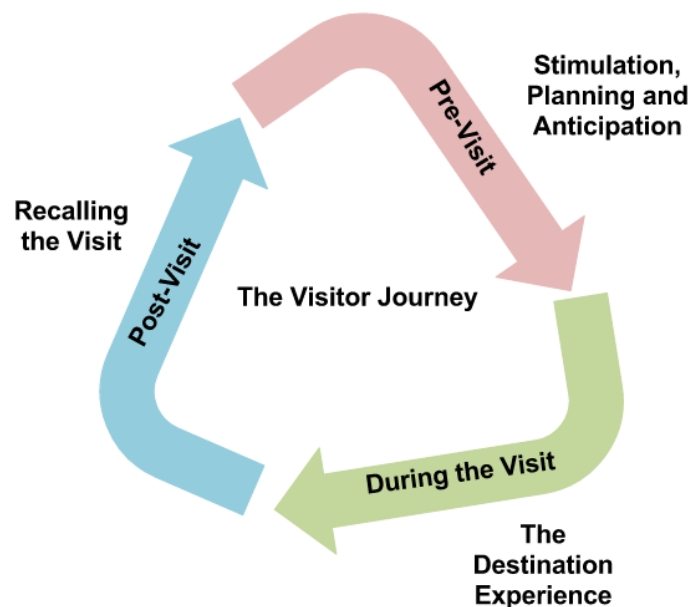 Pre-Visit
Stimulation,
Planning and
Anticipation
Recalling
the Visit
Post-Visit
The Visitor Journey
During the Visit
The
Destination
Experience